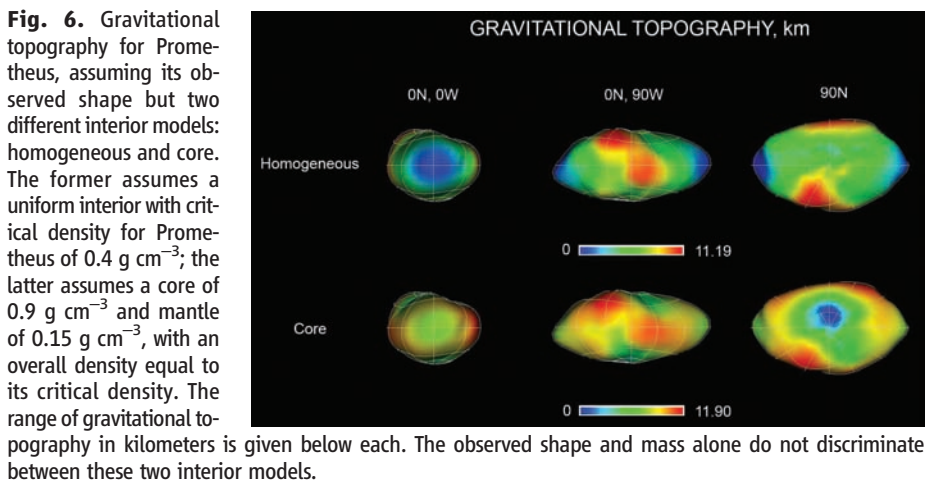 Fig. 6. Gravitational
topography for Prome-
theus, assuming its ob-
served shape but two
different interior models:
homogeneous and core.
The former assumes a
uniform interior with crit-
ical density for Prome-
theus of 0.4 g cm⁻³; the
latter assumes a core of
0.9 g cm⁻³ and mantle
of 0.15 g cm⁻³, with an
overall density equal to
its critical density. The
range of gravitational to-
pography in kilometers is given below each. The observed shape and mass alone do not discriminate
between these two interior models.
GRAVITATIONAL TOPOGRAPHY, km
0N, 0W 0N, 90W 90N
Homogeneous
0 11.19
Core
0 11.90